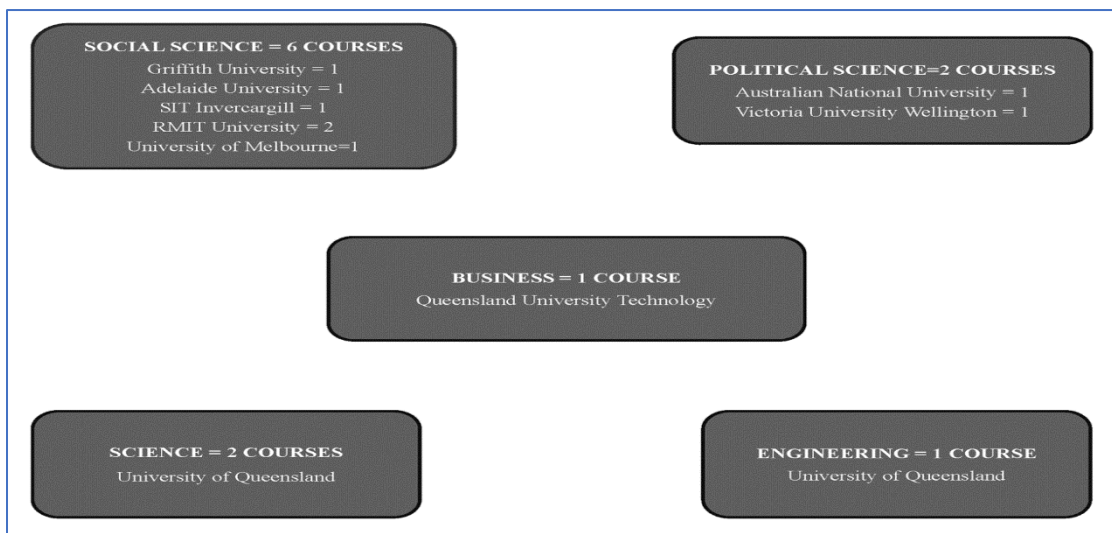 SOCIAL SCIENCE = 6 COURSES
Griffith University = 1
Adelaide University = 1
SIT Invercargill = 1
RMIT University = 2
University of Melbourne=1
POLITICAL SCIENCE=2 COURSES
Australian National University = 1
Victoria University Wellington = 1
BUSINESS = 1 COURSE
Queensland University Technology
SCIENCE = 2 COURSES
University of Queensland
ENGINEERING = 1 COURSE
University of Queensland